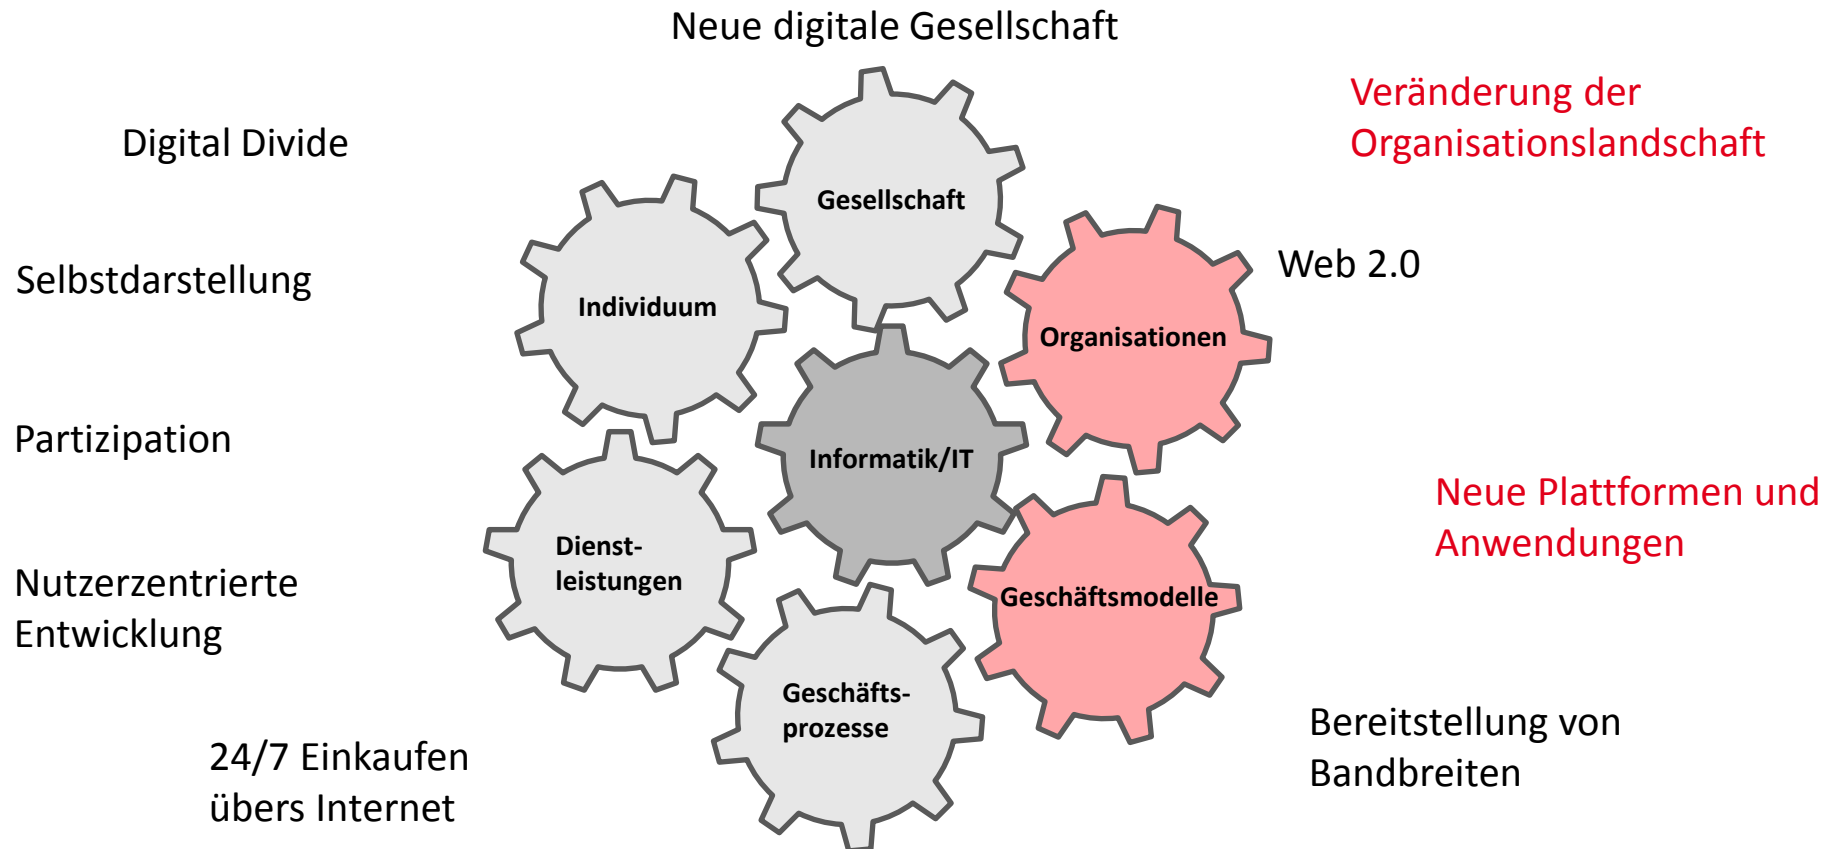 Neue digitale Gesellschaft
Veränderung der
Organisationslandschaft
Digital Divide
Gesellschaft
Web 2.0
Selbstdarstellung
Individuum
Organisationen
Partizipation
Informatik/IT
Neue Plattformen und
Anwendungen
Dienst-
leistungen
Nutzerzentrierte
Entwicklung
Geschäftsmodelle
Geschäfts-
prozesse
Bereitstellung von
Bandbreiten
24/7 Einkaufen
übers Internet